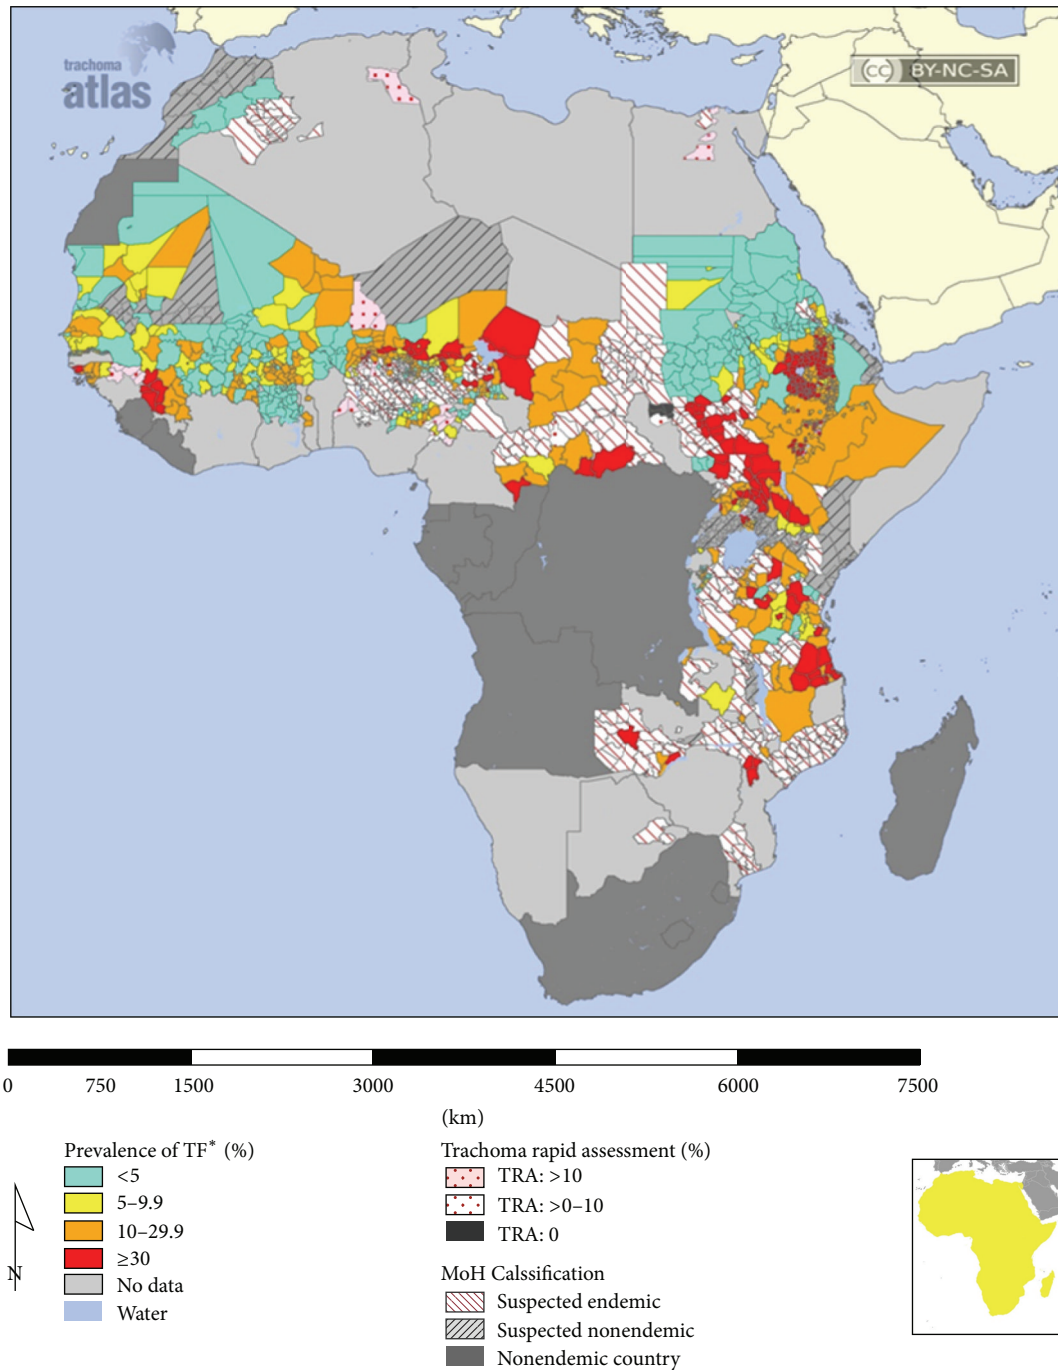 trachoma
atlas
CC BY-NC-SA
0 750 1500 3000 4500 6000 7500
(km)
N
Prevalence of TF* (%)
<5
5–9.9
10–29.9
≥30
No data
Water
Trachoma rapid assessment (%)
TRA: >10
TRA: >0–10
TRA: 0
MoH Calssification
Suspected endemic
Suspected nonendemic
Nonendemic country